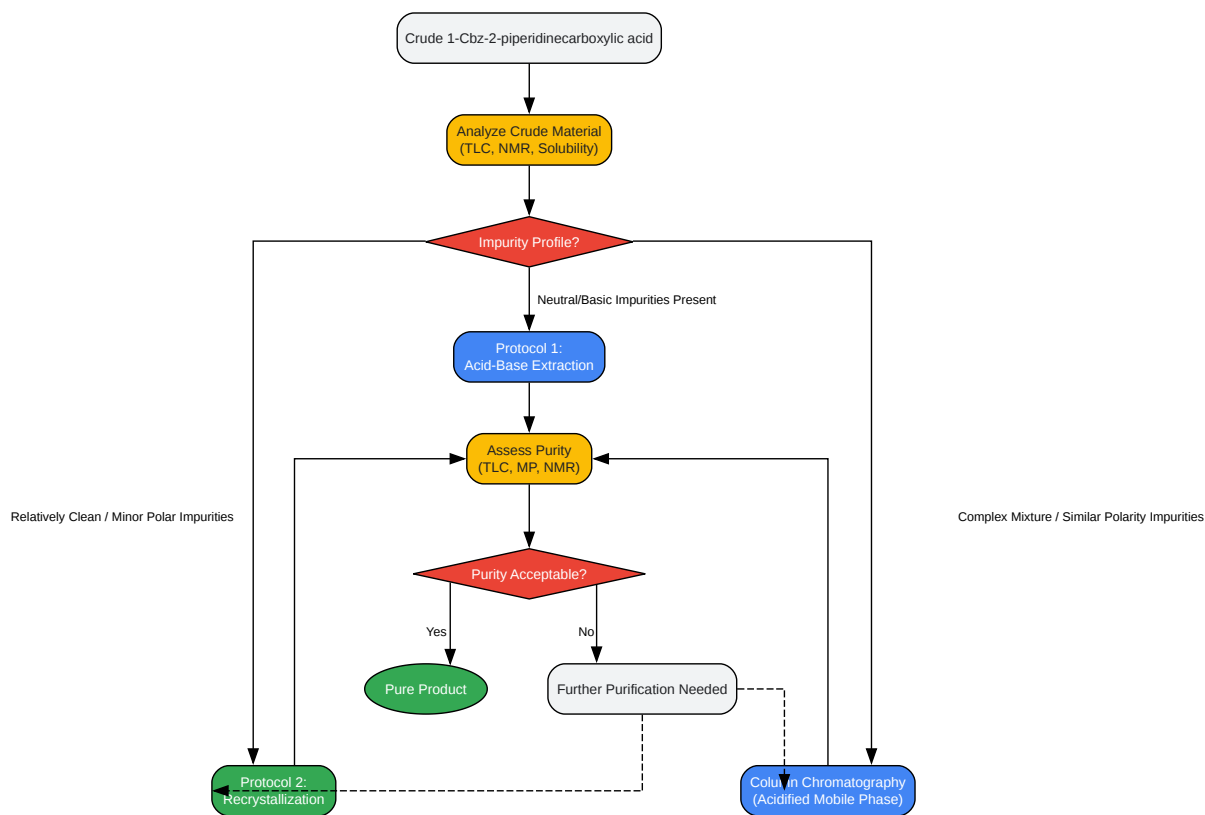 Crude 1-Cbz-2-piperidinecarboxylic acid
Analyze Crude Material
(TLC, NMR, Solubility)
Impurity Profile?
Neutral/Basic Impurities Present
Protocol 1:
Acid-Base Extraction
Assess Purity
(TLC, MP, NMR)
Relatively Clean / Minor Polar Impurities
Complex Mixture / Similar Polarity Impurities
Purity Acceptable?
Yes
No
Pure Product
Further Purification Needed
Protocol 2:
Recrystallization
Column Chromatography
(Acidified Mobile Phase)